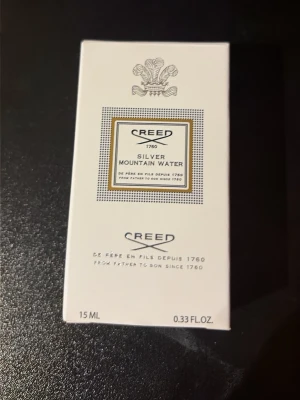 CREED
1760
SILVER
MOUNTAIN WATER
DE PÈRE EN FILS DEPUIS 1760
FROM FATHER TO SON SINCE 1760
CREED
DE PÈRE EN FILS DEPUIS 1760
FROM FATHER TO SON SINCE 1760
15 ML 0.33 FL.OZ.